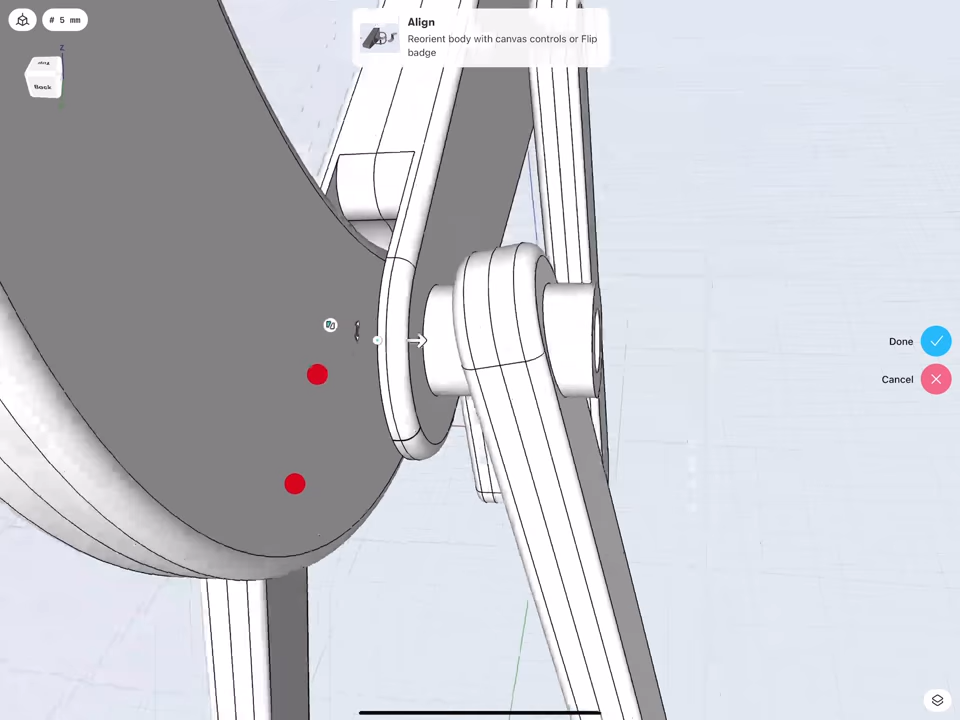 # 5 mm
Align
Reorient body with canvas controls or Flip
badge
Z
Back
Done
Cancel